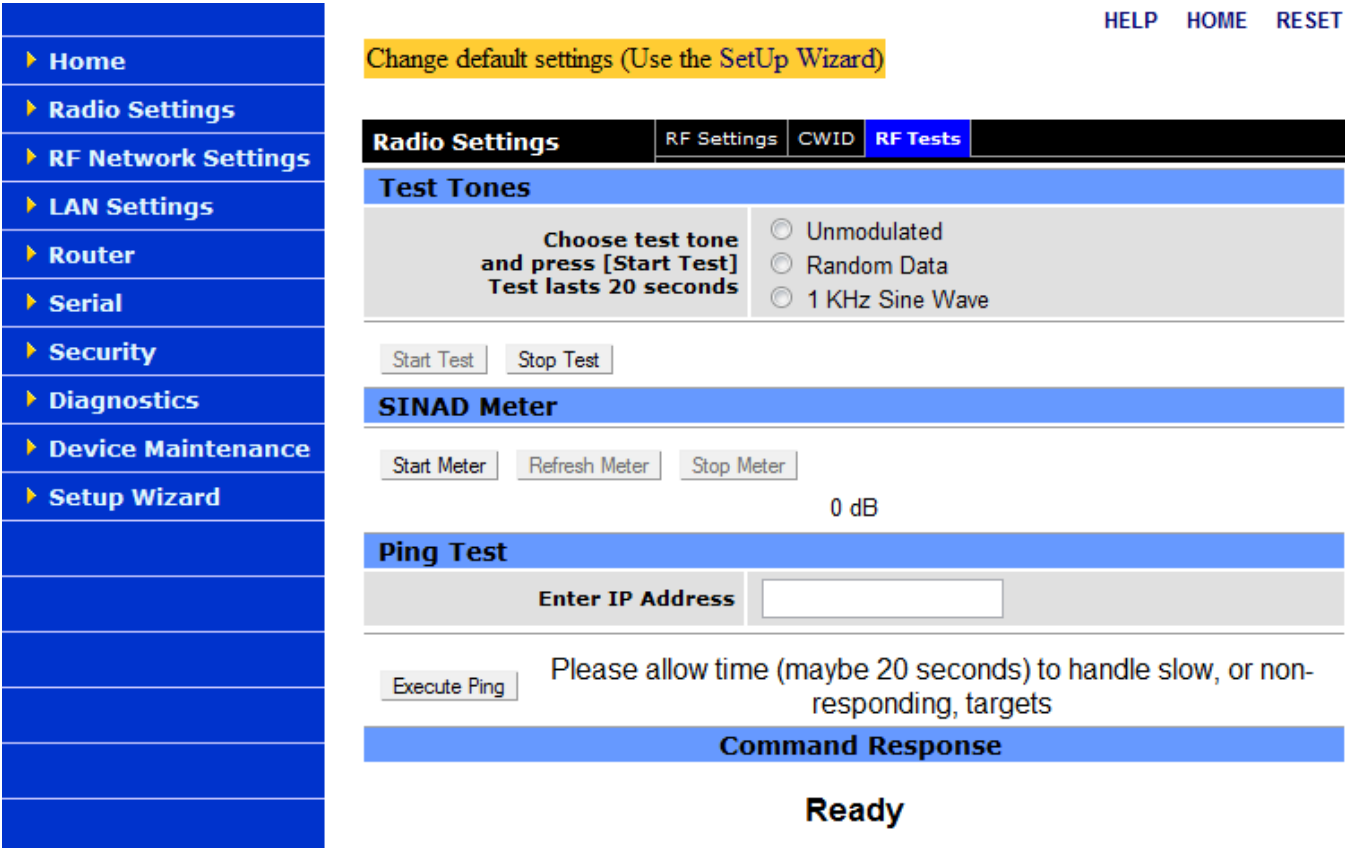 HELP HOME RESET
Home
Radio Settings
RF Network Settings
LAN Settings
Router
Serial
Security
Diagnostics
Device Maintenance
Setup Wizard
Change default settings (Use the SetUp Wizard)
Radio Settings RF Settings CWID RF Tests
Test Tones
Choose test tone
and press [Start Test]
Test lasts 20 seconds
Unmodulated
Random Data
1 KHz Sine Wave
Start Test Stop Test
SINAD Meter
Start Meter Refresh Meter Stop Meter
0 dB
Ping Test
Enter IP Address
Execute Ping
Please allow time (maybe 20 seconds) to handle slow, or non-
responding, targets
Command Response
Ready